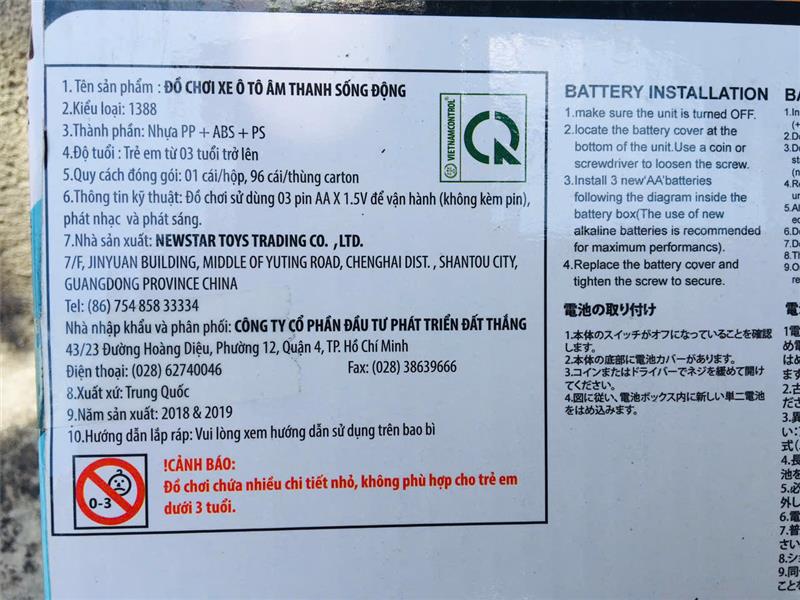 1. Tên sản phẩm : ĐỒ CHƠI XE Ô TÔ ÂM THANH SỐNG ĐỘNG
2.Kiểu loại: 1388
3.Thành phần: Nhựa PP + ABS + PS
4.Độ tuổi : Trẻ em từ 03 tuổi trở lên
5.Quy cách đóng gói: 01 cái/hộp, 96 cái/thùng carton
6.Thông tin kỹ thuật: Đồ chơi sử dùng 03 pin AA X 1.5V để vận hành (không kèm pin),
phát nhạc và phát sáng.
7.Nhà sản xuất: NEWSTAR TOYS TRADING CO. ,LTD.
7/F, JINYUAN BUILDING, MIDDLE OF YUTING ROAD, CHENGHAI DIST. , SHANTOU CITY,
GUANGDONG PROVINCE CHINA
Tel: (86) 754 858 33334
Nhà nhập khẩu và phân phối: CÔNG TY CỔ PHẦN ĐẦU TƯ PHÁT TRIỂN ĐẤT THẮNG
43/23 Đường Hoàng Diệu, Phường 12, Quận 4, TP. Hồ Chí Minh
Điện thoại: (028) 62740046 Fax: (028) 38639666
8.Xuất xứ: Trung Quốc
9.Năm sản xuất: 2018 & 2019
10.Hướng dẫn lắp ráp: Vui lòng xem hướng dẫn sử dụng trên bao bì
0-3
!CẢNH BÁO:
Đồ chơi chứa nhiều chi tiết nhỏ, không phù hợp cho trẻ em
dưới 3 tuổi.
VIETNAMCONTROL
BATTERY INSTALLATION
1.make sure the unit is turned OFF.
2.locate the battery cover at the
bottom of the unit.Use a coin or
screwdriver to loosen the screw.
3.Install 3 new'AA'batteries
following the diagram inside the
battery box(The use of new
alkaline batteries is recommended
for maximum performancs).
4.Replace the battery cover and
tighten the screw to secure.
電池の取り付け
1.本体のスイッチがオフになっていることを確認
します。
2.本体の底部に電池カバーがあります。
3.コインまたはドライバーでネジを緩めて開け
てください。
4.図に従い、電池ボックス内に新しい単二電池
をはめ込みます。